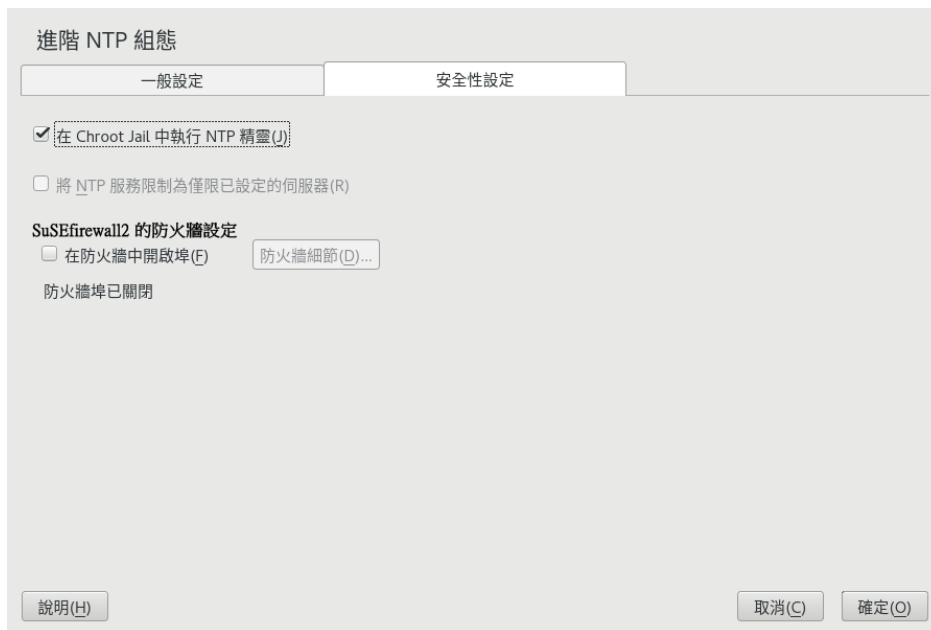 進階 NTP 組態
一般設定
安全性設定
在 Chroot Jail 中執行 NTP 精靈(J)
將 NTP 服務限制為僅限已設定的伺服器(R)
SuSEfirewall2 的防火牆設定
在防火牆中開啟埠(F)
防火牆細節(D)...
防火牆埠已關閉
說明(H)
取消(C)
確定(O)